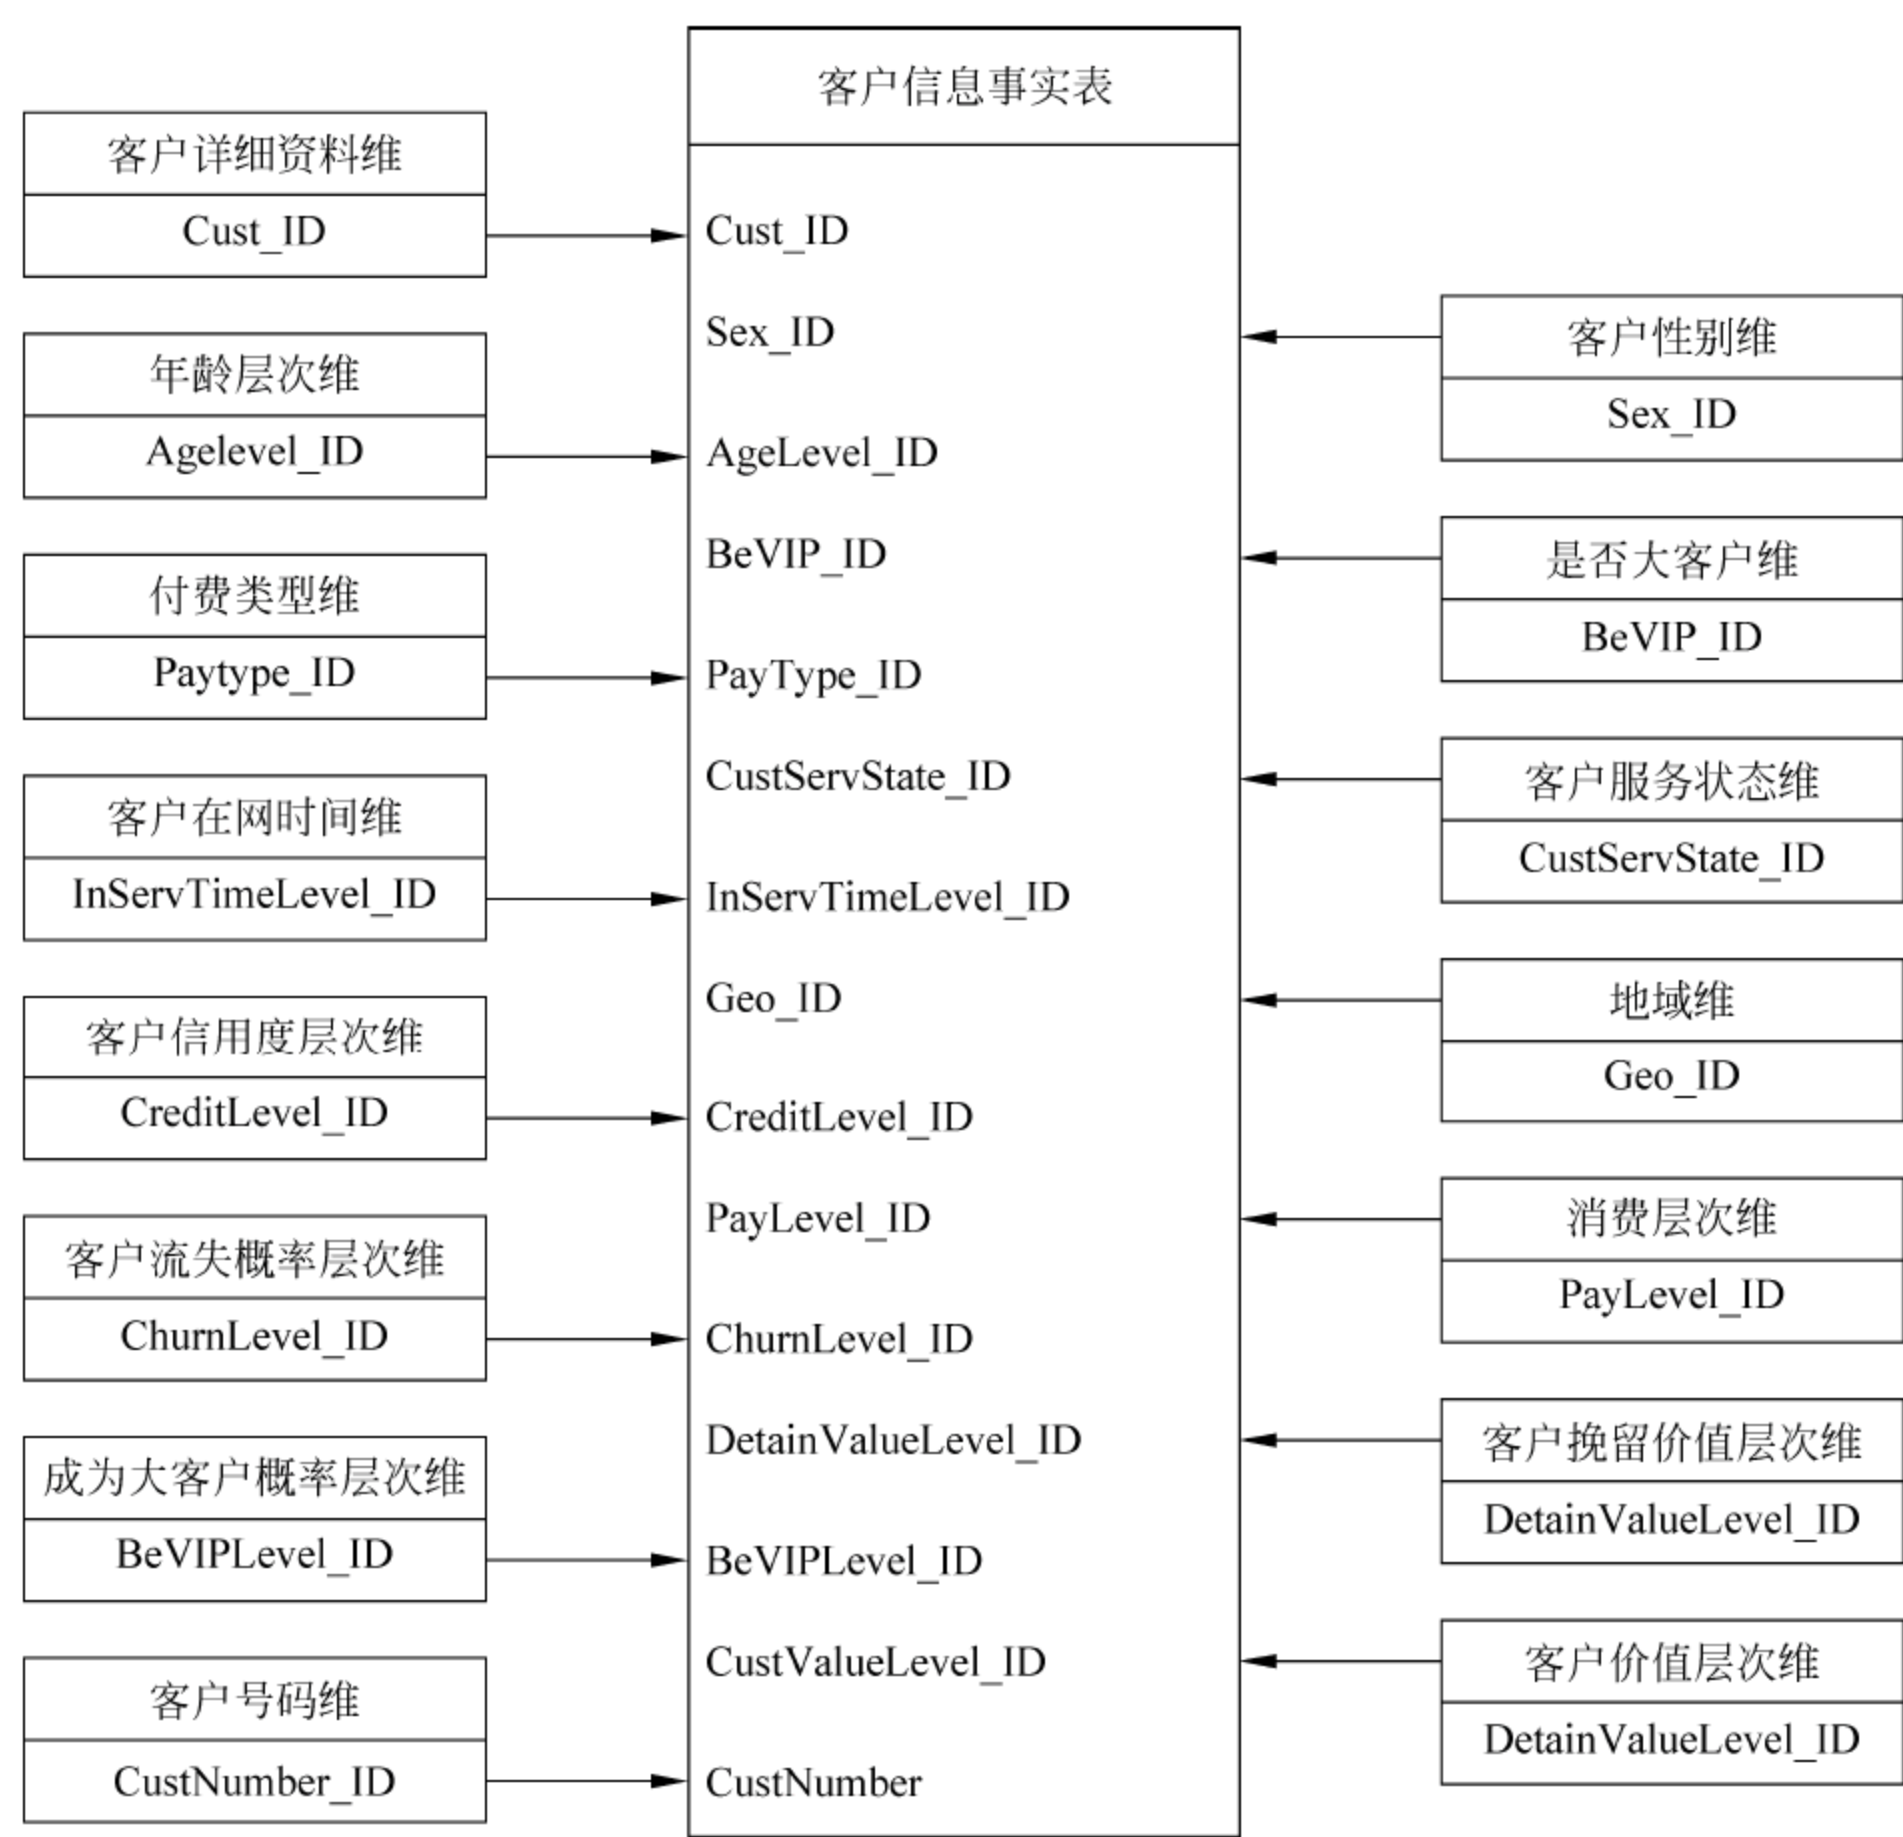 客户信息事实表
Cust_ID
Sex_ID
AgeLevel_ID
BeVIP_ID
PayType_ID
CustServState_ID
InServTimeLevel_ID
Geo_ID
CreditLevel_ID
PayLevel_ID
ChurnLevel_ID
DetainValueLevel_ID
BeVIPLevel_ID
CustValueLevel_ID
CustNumber
客户详细资料维
Cust_ID
年龄层次维
Agelevel_ID
付费类型维
Paytype_ID
客户在网时间维
InServTimeLevel_ID
客户信用度层次维
CreditLevel_ID
客户流失概率层次维
ChurnLevel_ID
成为大客户概率层次维
BeVIPLevel_ID
客户号码维
CustNumber_ID
客户性别维
Sex_ID
是否大客户维
BeVIP_ID
客户服务状态维
CustServState_ID
地域维
Geo_ID
消费层次维
PayLevel_ID
客户挽留价值层次维
DetainValueLevel_ID
客户价值层次维
DetainValueLevel_ID